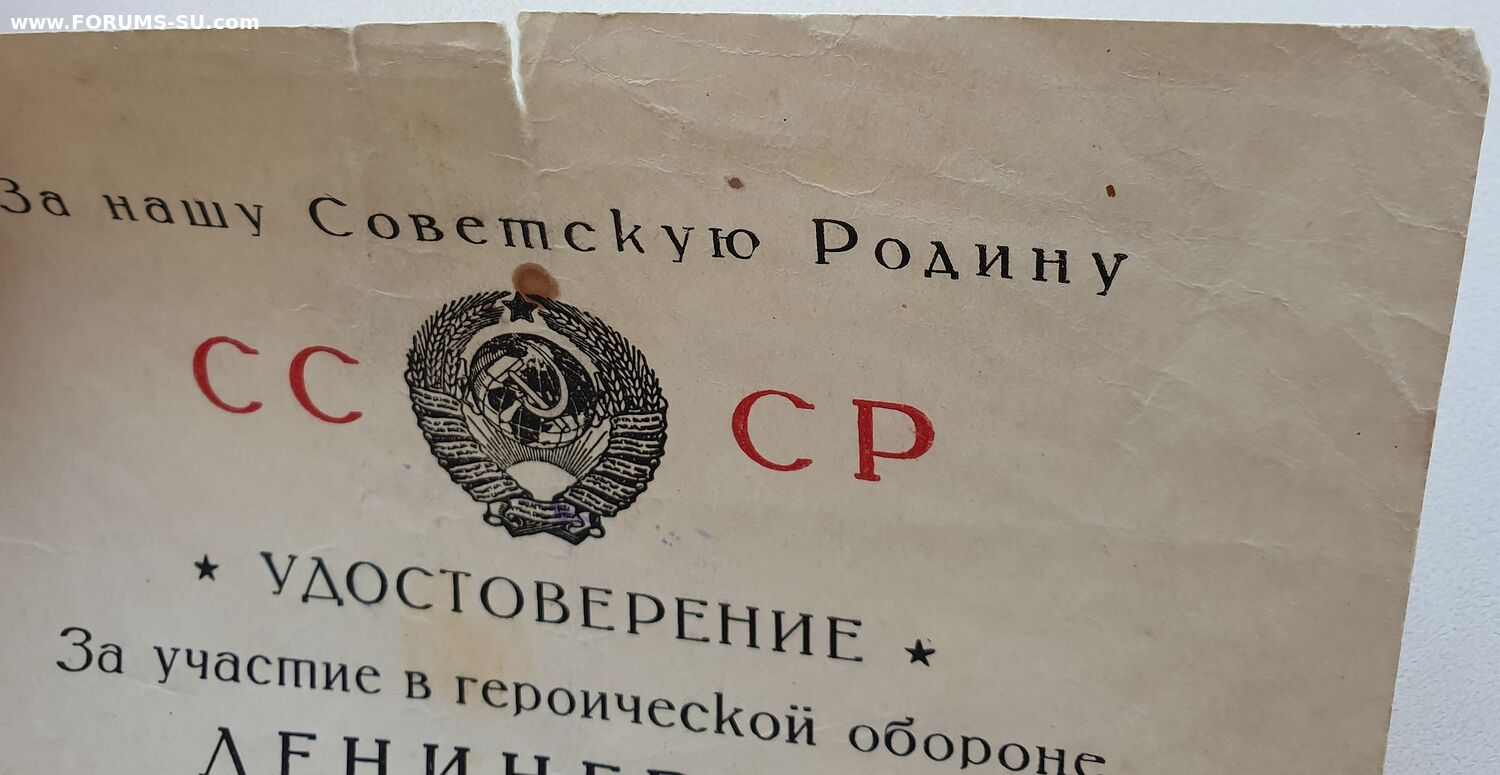 www.FORUMS-SU.com
За нашу Советскую Родину
СС СР
★ УДОСТОВЕРЕНИЕ ★
За участие в героической обороне